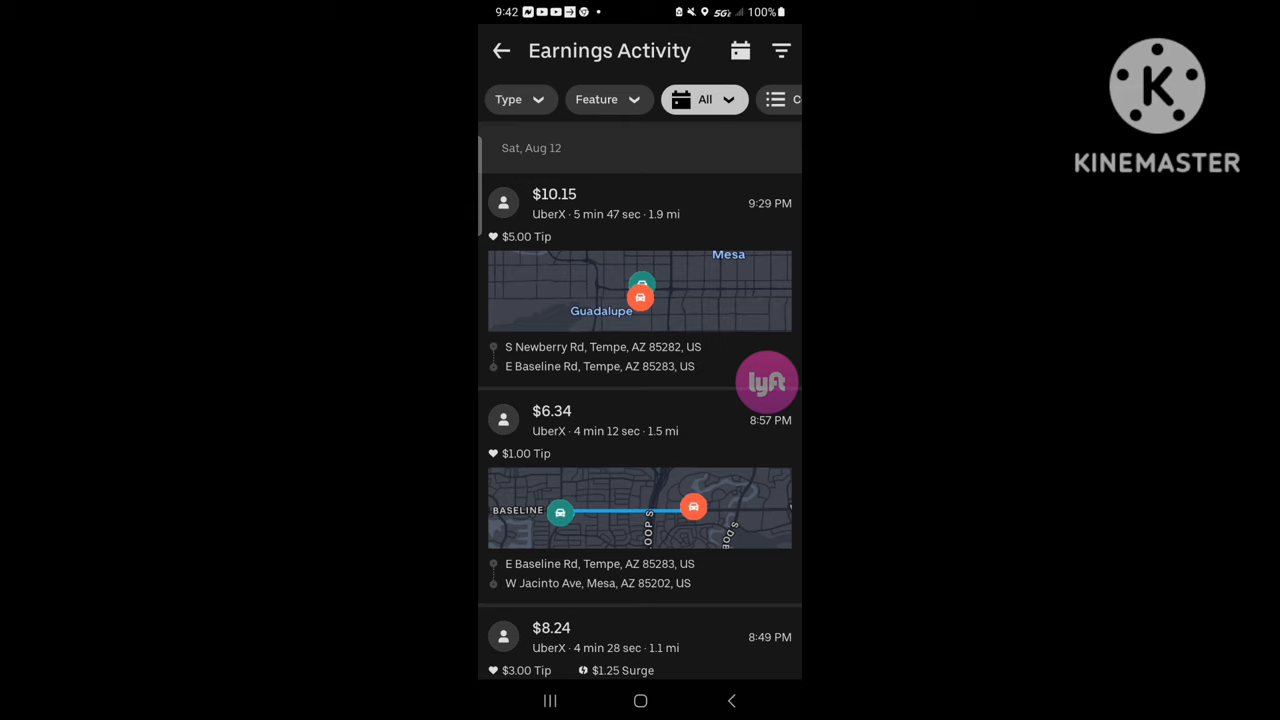 9:42
5G
100%
Earnings Activity
Type
Feature
All
C
Sat, Aug 12
$10.15
9:29 PM
UberX · 5 min 47 sec · 1.9 mi
$5.00 Tip
Mesa
Guadalupe
S Newberry Rd, Tempe, AZ 85282, US
E Baseline Rd, Tempe, AZ 85283, US
lyft
$6.34
8:57 PM
UberX · 4 min 12 sec · 1.5 mi
$1.00 Tip
BASELINE
LOOP
S DOB
E Baseline Rd, Tempe, AZ 85283, US
W Jacinto Ave, Mesa, AZ 85202, US
$8.24
8:49 PM
UberX · 4 min 28 sec · 1.1 mi
$3.00 Tip
$1.25 Surge
K
KINEMASTER